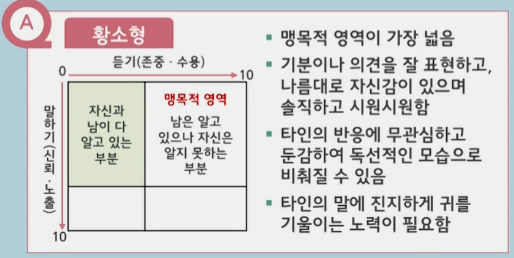 A
황소형
듣기(존중 · 수용)
0
10
말하기(신뢰·노출)
10
자신과
남이 다
알고 있는
부분
맹목적 영역
남은 알고
있으나 자신은
알지 못하는
부분
▪ 맹목적 영역이 가장 넓음
▪ 기분이나 의견을 잘 표현하고,
나름대로 자신감이 있으며
솔직하고 시원시원함
▪ 타인의 반응에 무관심하고
둔감하여 독선적인 모습으로
비춰질 수 있음
▪ 타인의 말에 진지하게 귀를
기울이는 노력이 필요함